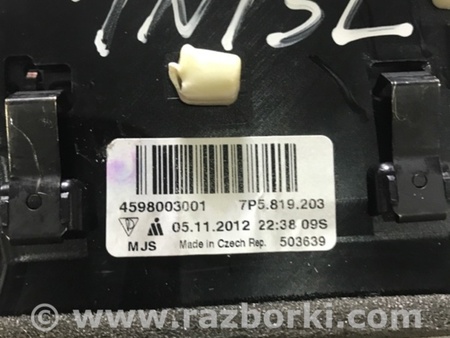 4598003001 7P5.819.203
05.11.2012 22:38 09S
MJS Made in Czech Rep. 503639
www.razborki.com